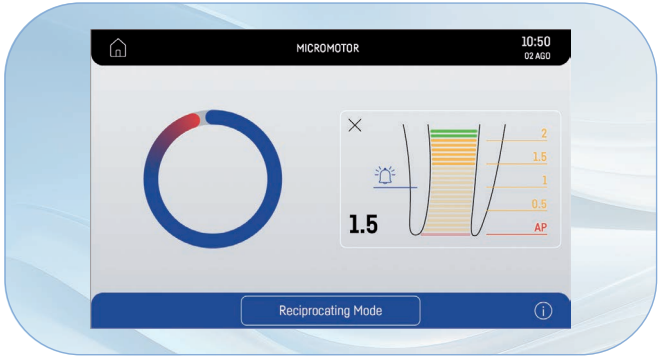 MICROMOTOR
10:50
02 AGO
2
1.5
1
0.5
AP
1.5
Reciprocating Mode
i